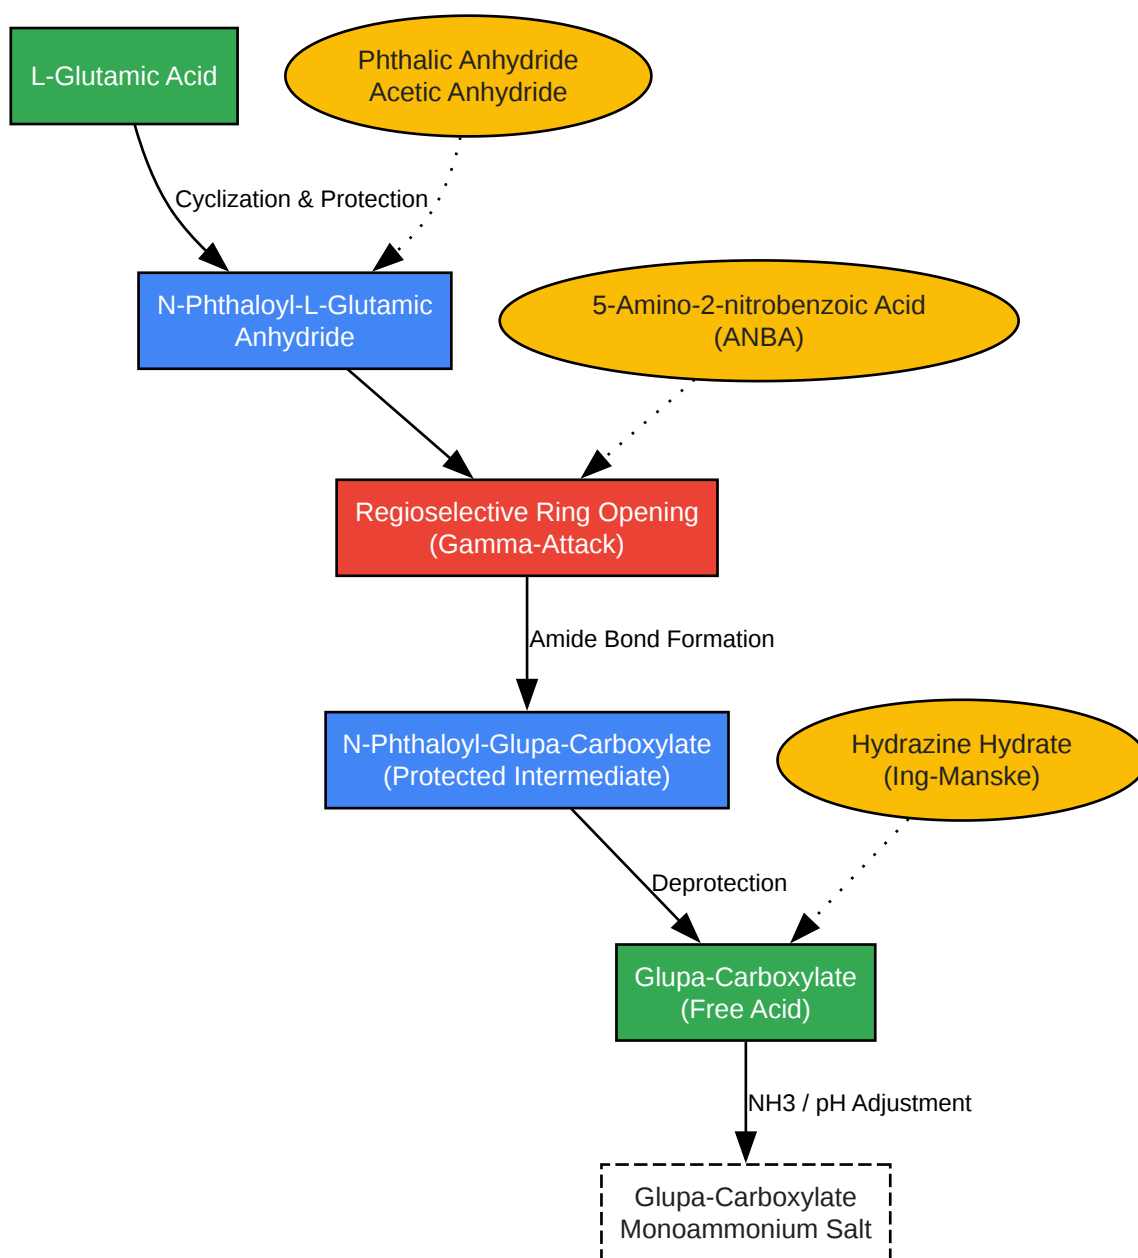 L-Glutamic Acid
Phthalic Anhydride
Acetic Anhydride
Cyclization & Protection
N-Phthaloyl-L-Glutamic
Anhydride
5-Amino-2-nitrobenzoic Acid
(ANBA)
Regioselective Ring Opening
(Gamma-Attack)
Amide Bond Formation
N-Phthaloyl-Glupa-Carboxylate
(Protected Intermediate)
Hydrazine Hydrate
(Ing-Manske)
Deprotection
Glupa-Carboxylate
(Free Acid)
NH3 / pH Adjustment
Glupa-Carboxylate
Monoammonium Salt